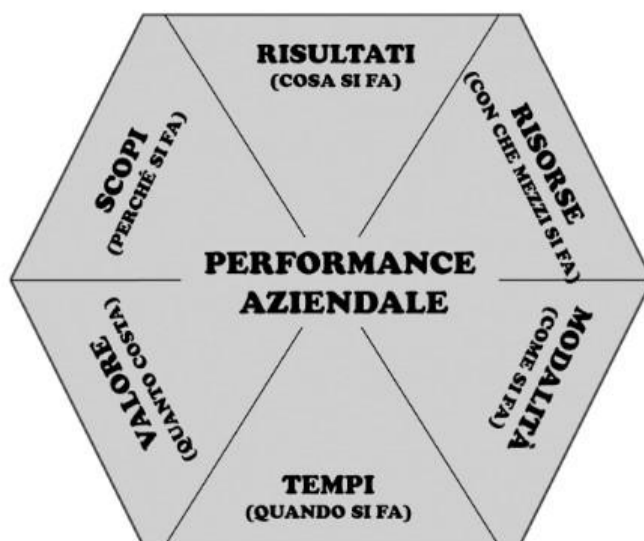 RISULTATI
(COSA SI FA)
RISORSE
(CON CHE MEZZI SI FA)
MODALITÀ
(COME SI FA)
TEMPI
(QUANDO SI FA)
VALORE
(QUANTO COSTA)
SCOPI
(PERCHÉ SI FA)
PERFORMANCE
AZIENDALE